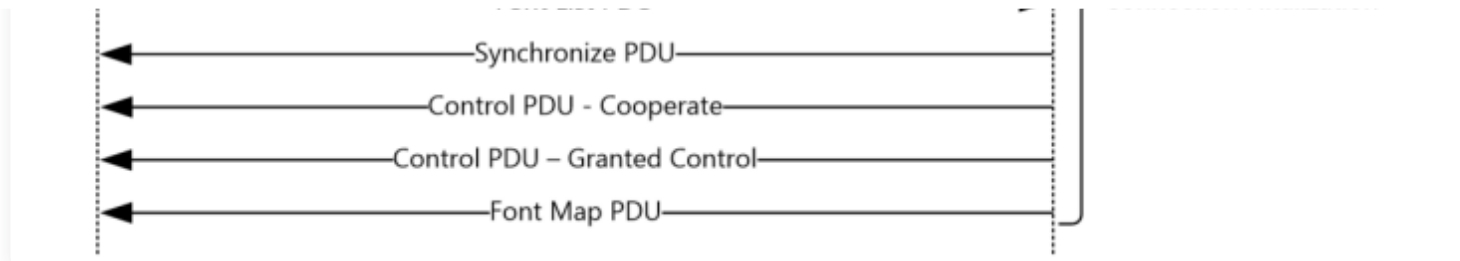 Synchronize PDU
Control PDU - Cooperate
Control PDU – Granted Control
Font Map PDU